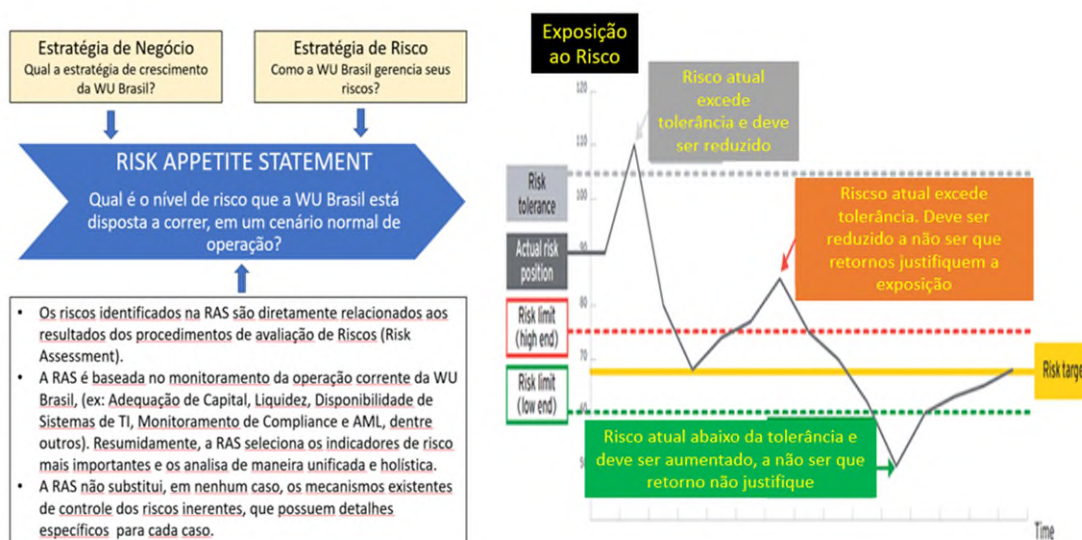 Estratégia de Negócio
Qual a estratégia de crescimento
da WU Brasil?
Estratégia de Risco
Como a WU Brasil gerencia seus
riscos?
RISK APPETITE STATEMENT
Qual é o nível de risco que a WU Brasil está
disposta a correr, em um cenário normal de
operação?
• Os riscos identificados na RAS são diretamente relacionados aos
resultados dos procedimentos de avaliação de Riscos (Risk
Assessment).
• A RAS é baseada no monitoramento da operação corrente da WU
Brasil, (ex: Adequação de Capital, Liquidez, Disponibilidade de
Sistemas de TI, Monitoramento de Compliance e AML, dentre
outros). Resumidamente, a RAS seleciona os indicadores de risco
mais importantes e os analisa de maneira unificada e holística.
• A RAS não substitui, em nenhum caso, os mecanismos existentes
de controle dos riscos inerentes, que possuem detalhes
específicos para cada caso.
Exposição
ao Risco
120
110
100
80
70
60
50
Risk
tolerance
Actual risk
position
Risk limit
(high end)
Risk limit
(low end)
Risco atual
excede
tolerância e deve
ser reduzido
Riscso atual excede
tolerância. Deve ser
reduzido a não ser que
retornos justifiquem a
exposição
Risk target
Risco atual abaixo da tolerância e
deve ser aumentado, a não ser que
retorno não justifique
Time